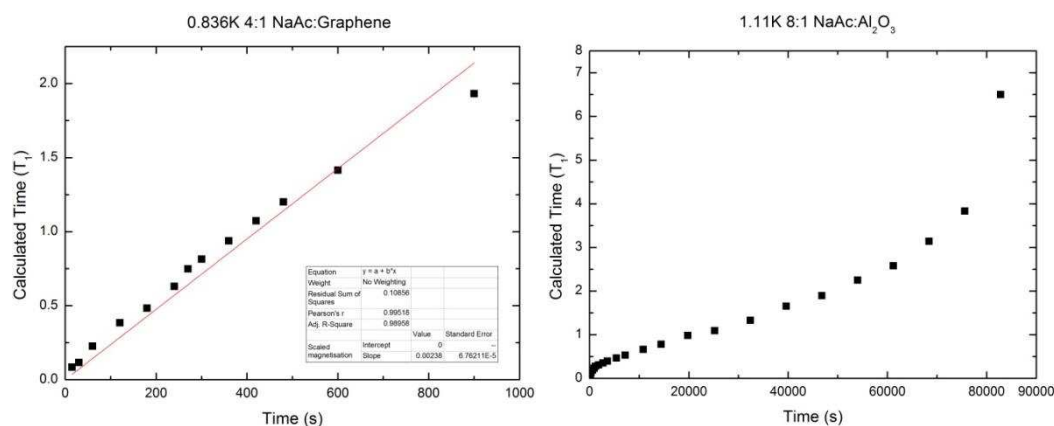 0.836K 4:1 NaAc:Graphene
Calculated Time (T₁)
2.0
1.5
1.0
0.5
0.0
0 200 400 600 800 1000
Time (s)
Equation y = a + b*x
Weight No Weighting
Residual Sum of
Squares 0.10856
Pearson's r 0.99518
Adj. R-Square 0.98958
Value Standard Error
Scaled
magnetisation Intercept 0 --
Slope 0.00238 6.76211E-5
1.11K 8:1 NaAc:Al₂O₃
Calculated Time (T₁)
8
7
6
5
4
3
2
1
0
0 10000 20000 30000 40000 50000 60000 70000 80000 90000
Time (s)